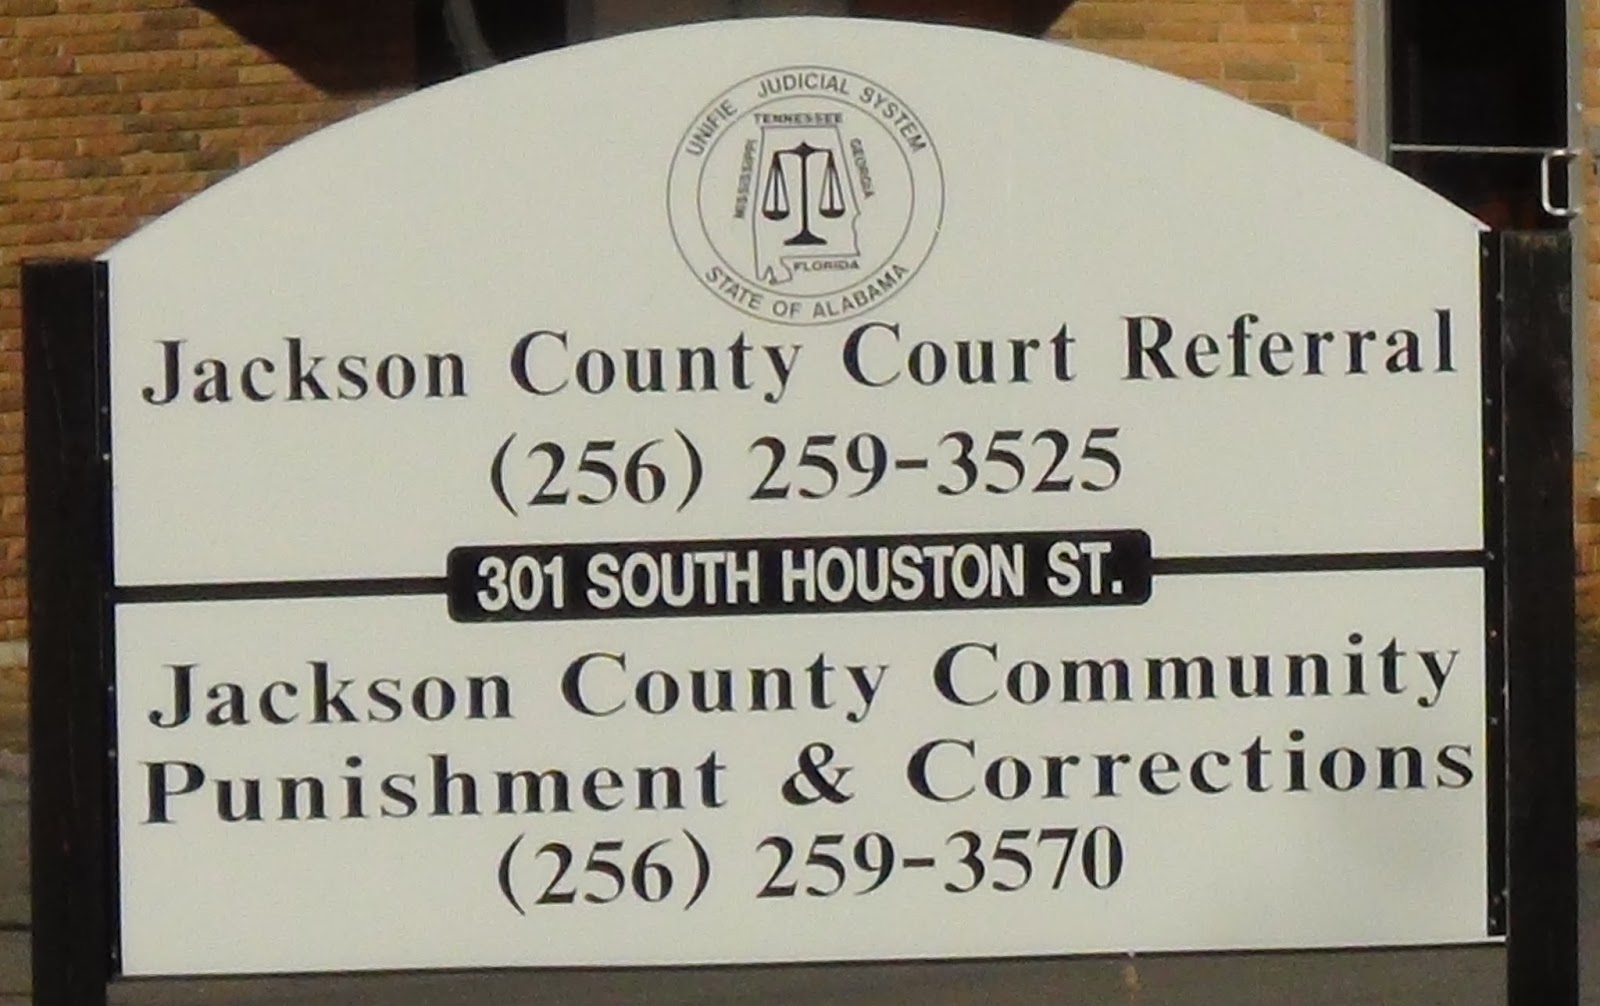 UNIFIE JUDICIAL SYSTEM
TENNESSEE
MISSISSIPPI
GEORGIA
FLORIDA
STATE OF ALABAMA
Jackson County Court Referral
(256) 259-3525
301 SOUTH HOUSTON ST.
Jackson County Community
Punishment & Corrections
(256) 259-3570